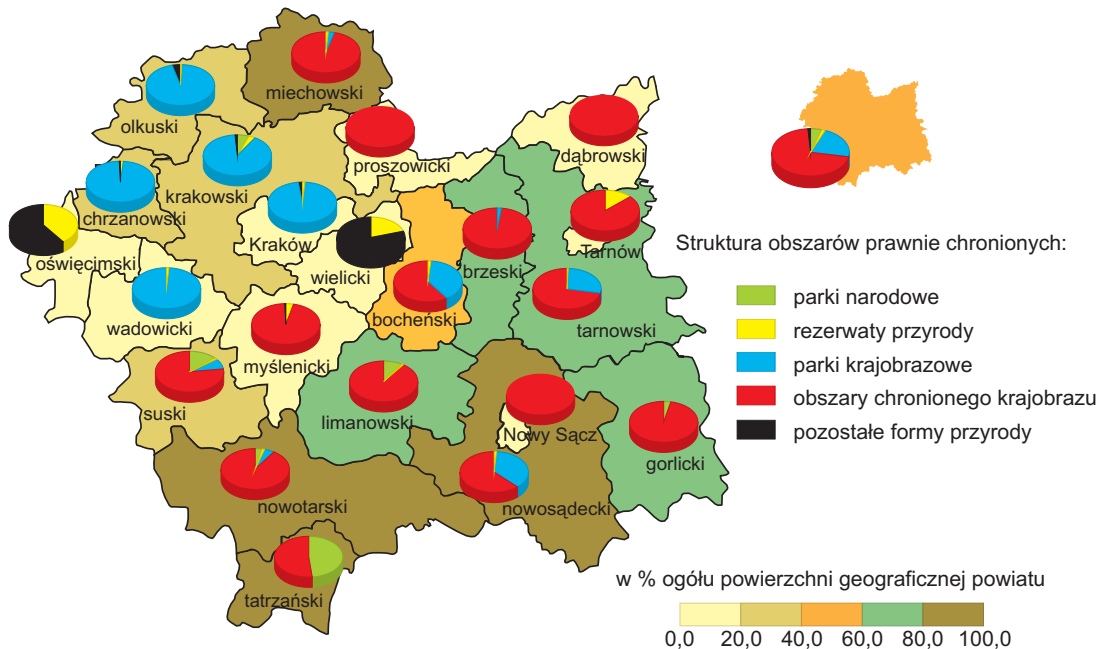 miechowski
olkuski
proszowicki
dąbrowski
krakowski
chrzanowski
Kraków
oświęcimski
wielicki
brzeski
Tarnów
wadowicki
bocheński
tarnowski
myślenicki
suski
limanowski
Nowy Sącz
gorlicki
nowotarski
nowosądecki
tatrzański
Struktura obszarów prawnie chronionych:
parki narodowe
rezerwaty przyrody
parki krajobrazowe
obszary chronionego krajobrazu
pozostałe formy przyrody
w % ogółu powierzchni geograficznej powiatu
0,0 20,0 40,0 60,0 80,0 100,0